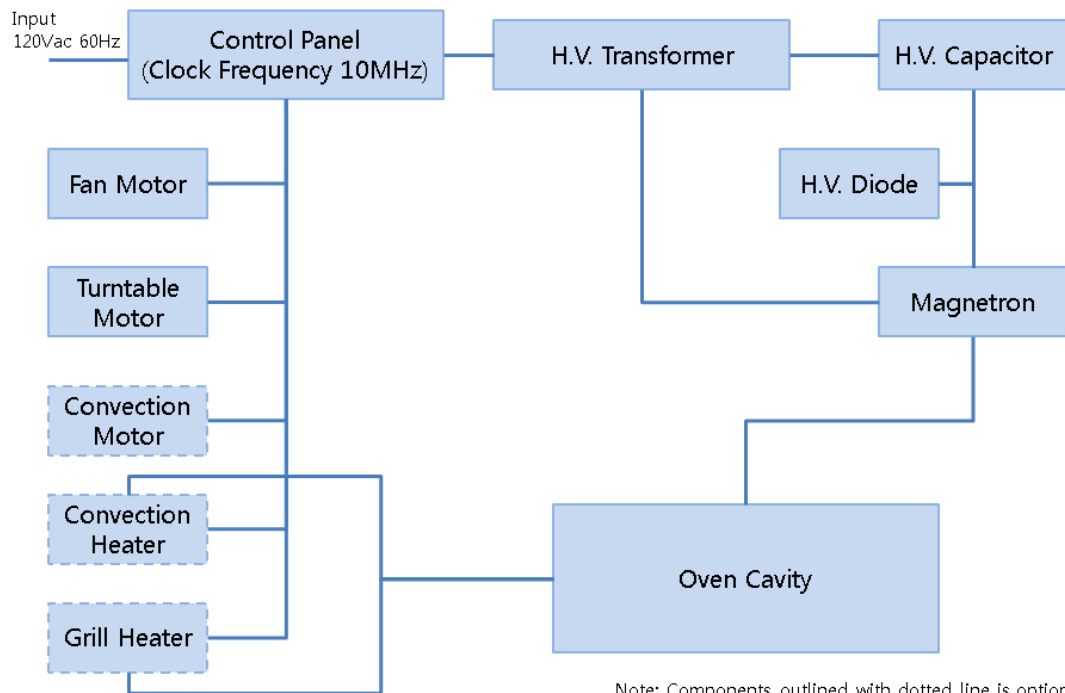 Input
120Vac 60Hz
Control Panel
(Clock Frequency 10MHz)
H.V. Transformer
H.V. Capacitor
Fan Motor
H.V. Diode
Turntable
Motor
Magnetron
Convection
Motor
Convection
Heater
Oven Cavity
Grill Heater
Note: Components outlined with dotted line is option